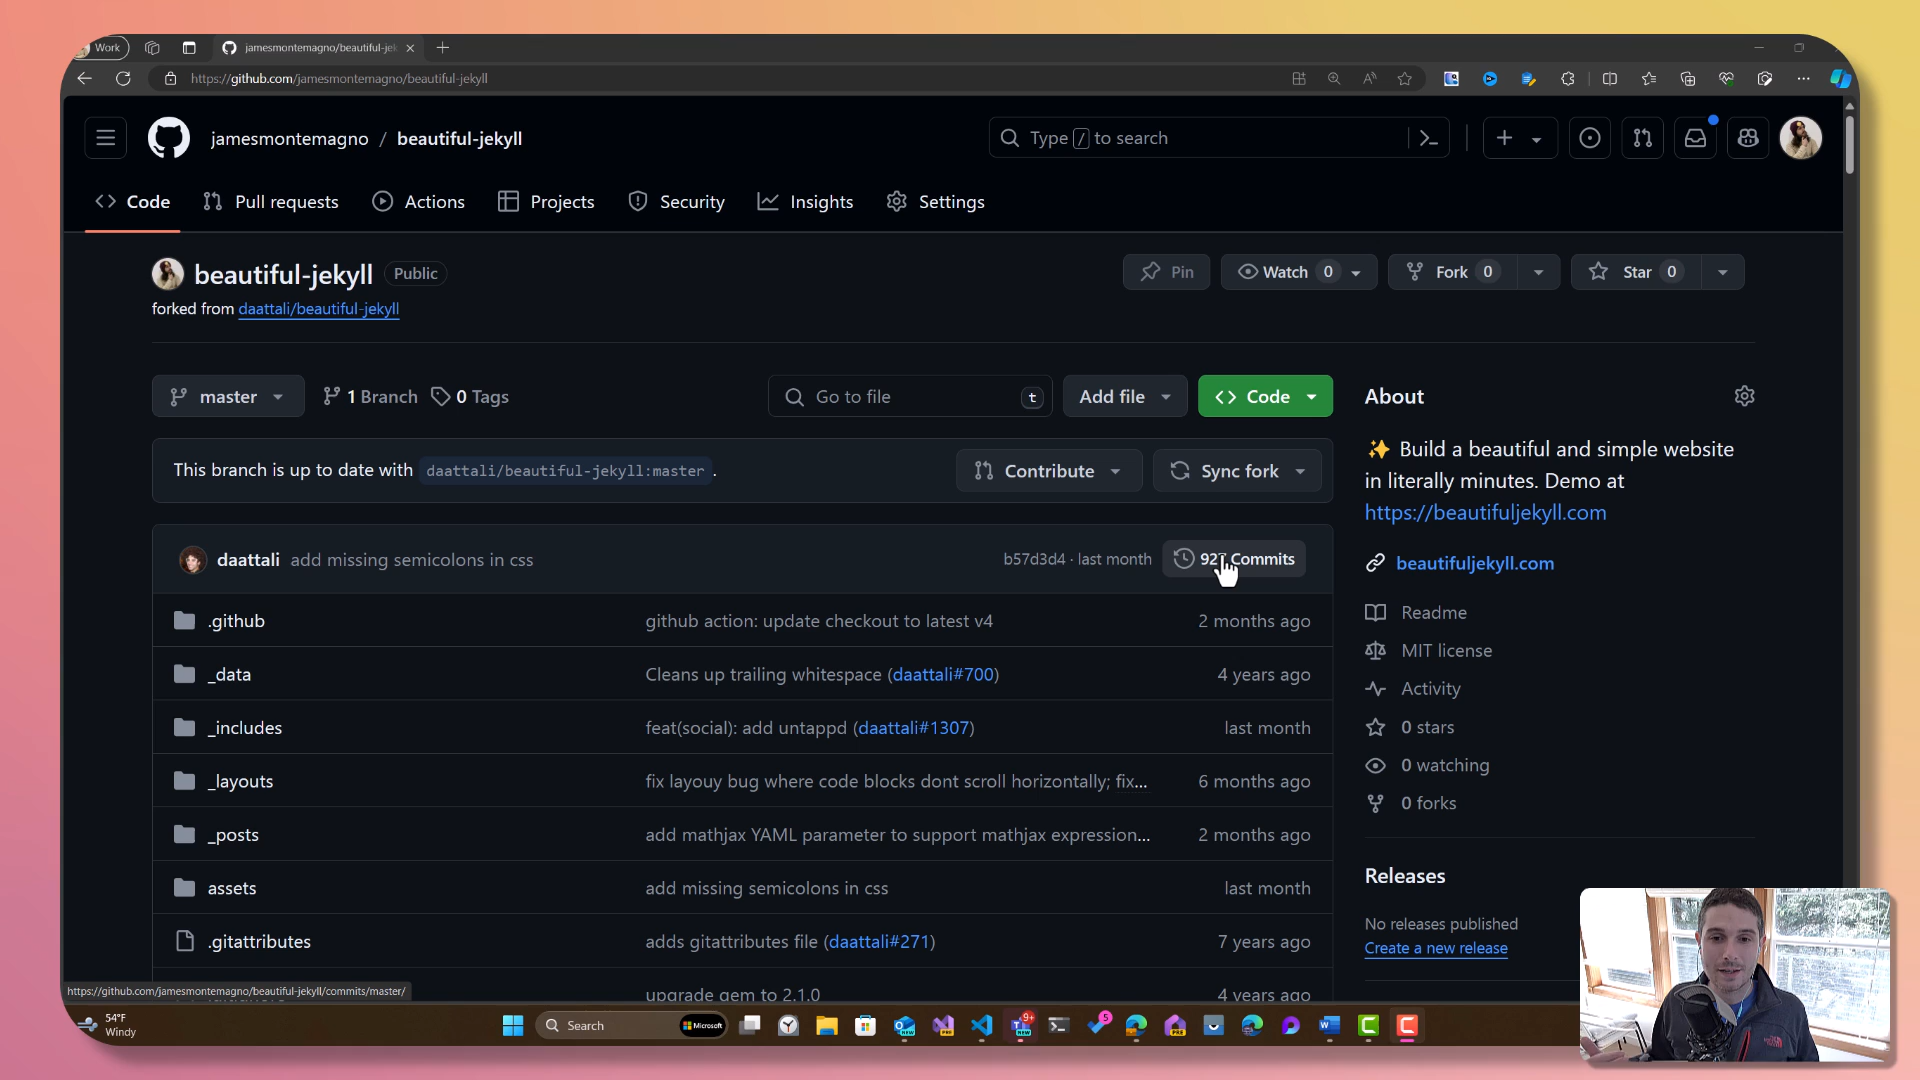 Work
jamesmontemagno/beautiful-jek
https://github.com/jamesmontemagno/beautiful-jekyll
jamesmontemagno / beautiful-jekyll
Type / to search
Code Pull requests Actions Projects Security Insights Settings
beautiful-jekyll Public
Pin Watch 0 Fork 0 Star 0
forked from daattali/beautiful-jekyll
master 1 Branch 0 Tags Go to file t Add file Code
This branch is up to date with daattali/beautiful-jekyll:master .
Contribute Sync fork
daattali add missing semicolons in css b57d3d4 · last month Commits
.github github action: update checkout to latest v4 2 months ago
_data Cleans up trailing whitespace (daattali#700) 4 years ago
_includes feat(social): add untappd (daattali#1307) last month
_layouts fix layouy bug where code blocks dont scroll horizontally; fix... 6 months ago
_posts add mathjax YAML parameter to support mathjax expression... 2 months ago
assets add missing semicolons in css last month
.gitattributes adds gitattributes file (daattali#271) 7 years ago
upgrade gem to 2.1.0 4 years ago
About
✨ Build a beautiful and simple website
in literally minutes. Demo at
https://beautifuljekyll.com
beautifuljekyll.com
Readme
MIT license
Activity
0 stars
0 watching
0 forks
Releases
No releases published
Create a new release
https://github.com/jamesmontemagno/beautiful-jekyll/commits/master/
54°F
Windy
Search
Microsoft
9+
5